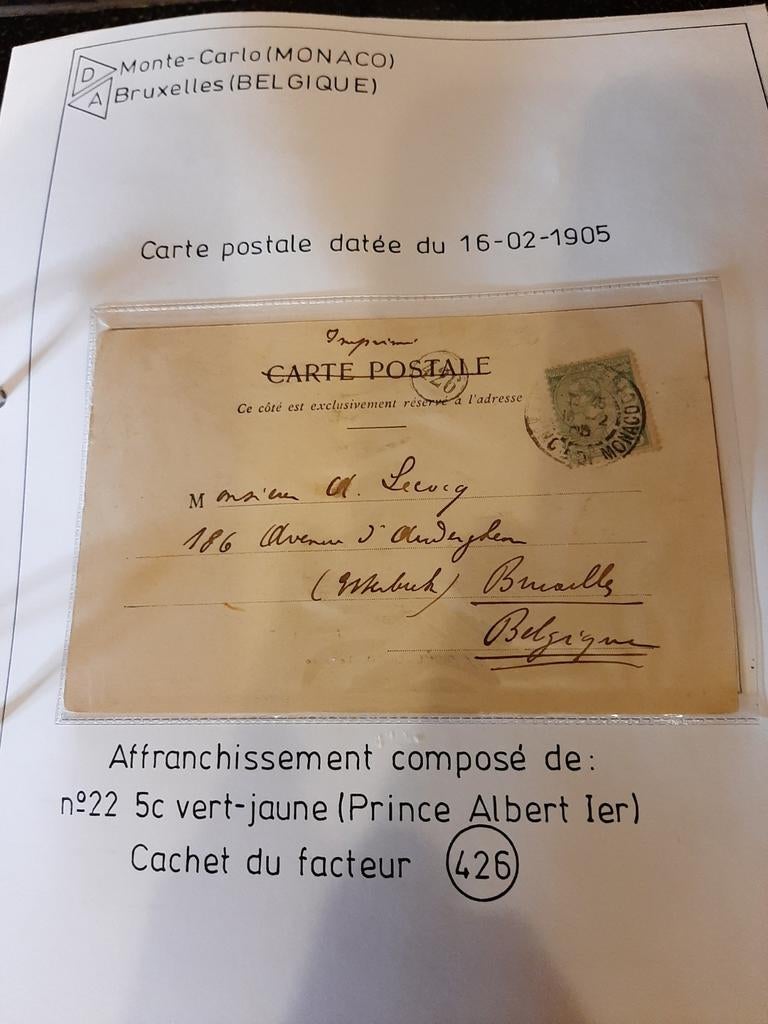 D Monte-Carlo (MONACO)
A Bruxelles (BELGIQUE)
Carte postale datée du 16-02-1905
Imprimé
CARTE POSTALE
426
Ce côté est exclusivement réservé à l'adresse
MONACO
Monsieur A. Lecocq
186 Avenue d'Auderghem
(Etterbeek) Bruxelles
Belgique
Affranchissement composé de:
nº22 5c vert-jaune (Prince Albert Ier)
Cachet du facteur 426